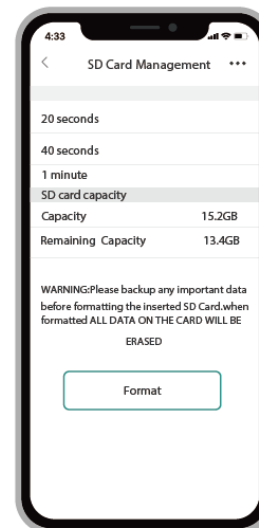 4:33
SD Card Management
20 seconds
40 seconds
1 minute
SD card capacity
Capacity 15.2GB
Remaining Capacity 13.4GB
WARNING:Please backup any important data
before formatting the inserted SD Card.when
formatted ALL DATA ON THE CARD WILL BE
ERASED
Format